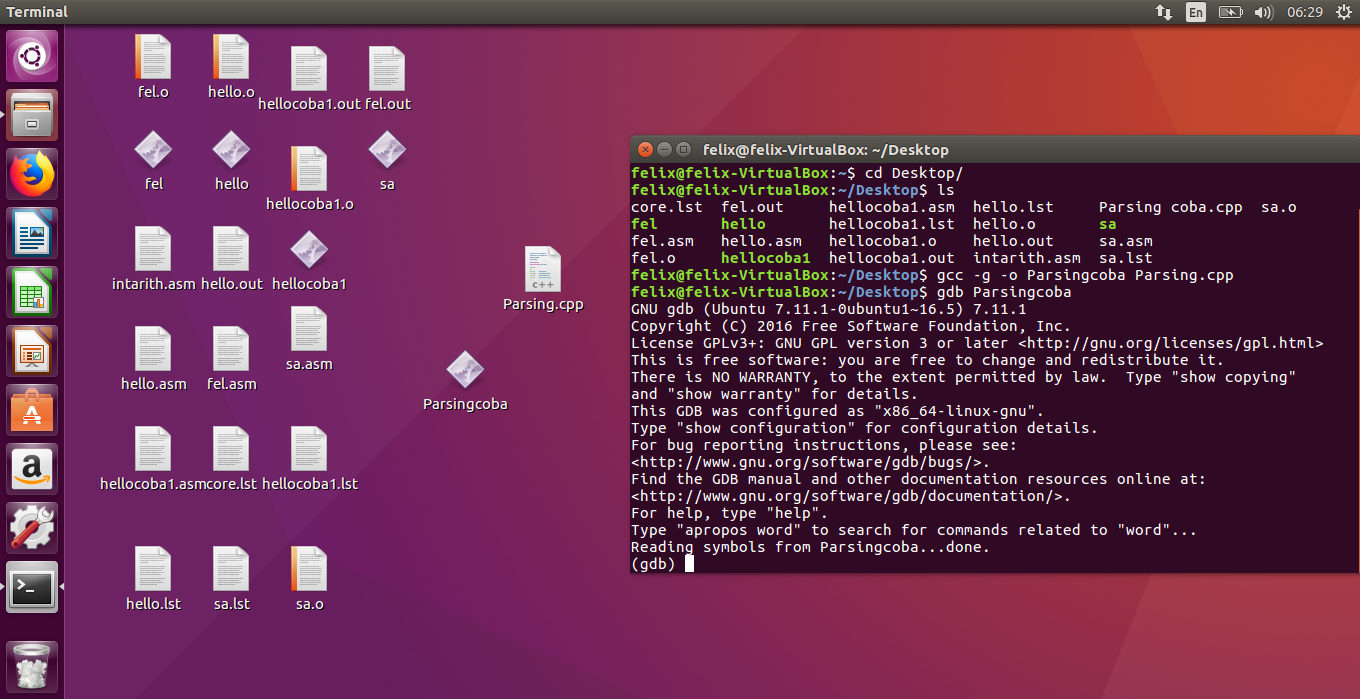 Terminal
En
06:29
fel.o
hello.o
hellocoba1.out
fel.out
fel
hello
hellocoba1.o
sa
intarith.asm
hello.out
hellocoba1
Parsing.cpp
C++
hello.asm
fel.asm
sa.asm
Parsingcoba
hellocoba1.asm
core.lst
hellocoba1.lst
hello.lst
sa.lst
sa.o
felix@felix-VirtualBox: ~/Desktop
felix@felix-VirtualBox:~$ cd Desktop/
felix@felix-VirtualBox:~/Desktop$ ls
core.lst  fel.out     hellocoba1.asm  hello.lst     Parsing coba.cpp  sa.o
fel       hello       hellocoba1.lst  hello.o       sa
fel.asm   hello.asm   hellocoba1.o    hello.out     sa.asm
fel.o     hellocoba1  hellocoba1.out  intarith.asm  sa.lst
felix@felix-VirtualBox:~/Desktop$ gcc -g -o Parsingcoba Parsing.cpp
felix@felix-VirtualBox:~/Desktop$ gdb Parsingcoba
GNU gdb (Ubuntu 7.11.1-0ubuntu1~16.5) 7.11.1
Copyright (C) 2016 Free Software Foundation, Inc.
License GPLv3+: GNU GPL version 3 or later <http://gnu.org/licenses/gpl.html>
This is free software: you are free to change and redistribute it.
There is NO WARRANTY, to the extent permitted by law.  Type "show copying"
and "show warranty" for details.
This GDB was configured as "x86_64-linux-gnu".
Type "show configuration" for configuration details.
For bug reporting instructions, please see:
<http://www.gnu.org/software/gdb/bugs/>.
Find the GDB manual and other documentation resources online at:
<http://www.gnu.org/software/gdb/documentation/>.
For help, type "help".
Type "apropos word" to search for commands related to "word"...
Reading symbols from Parsingcoba...done.
(gdb)